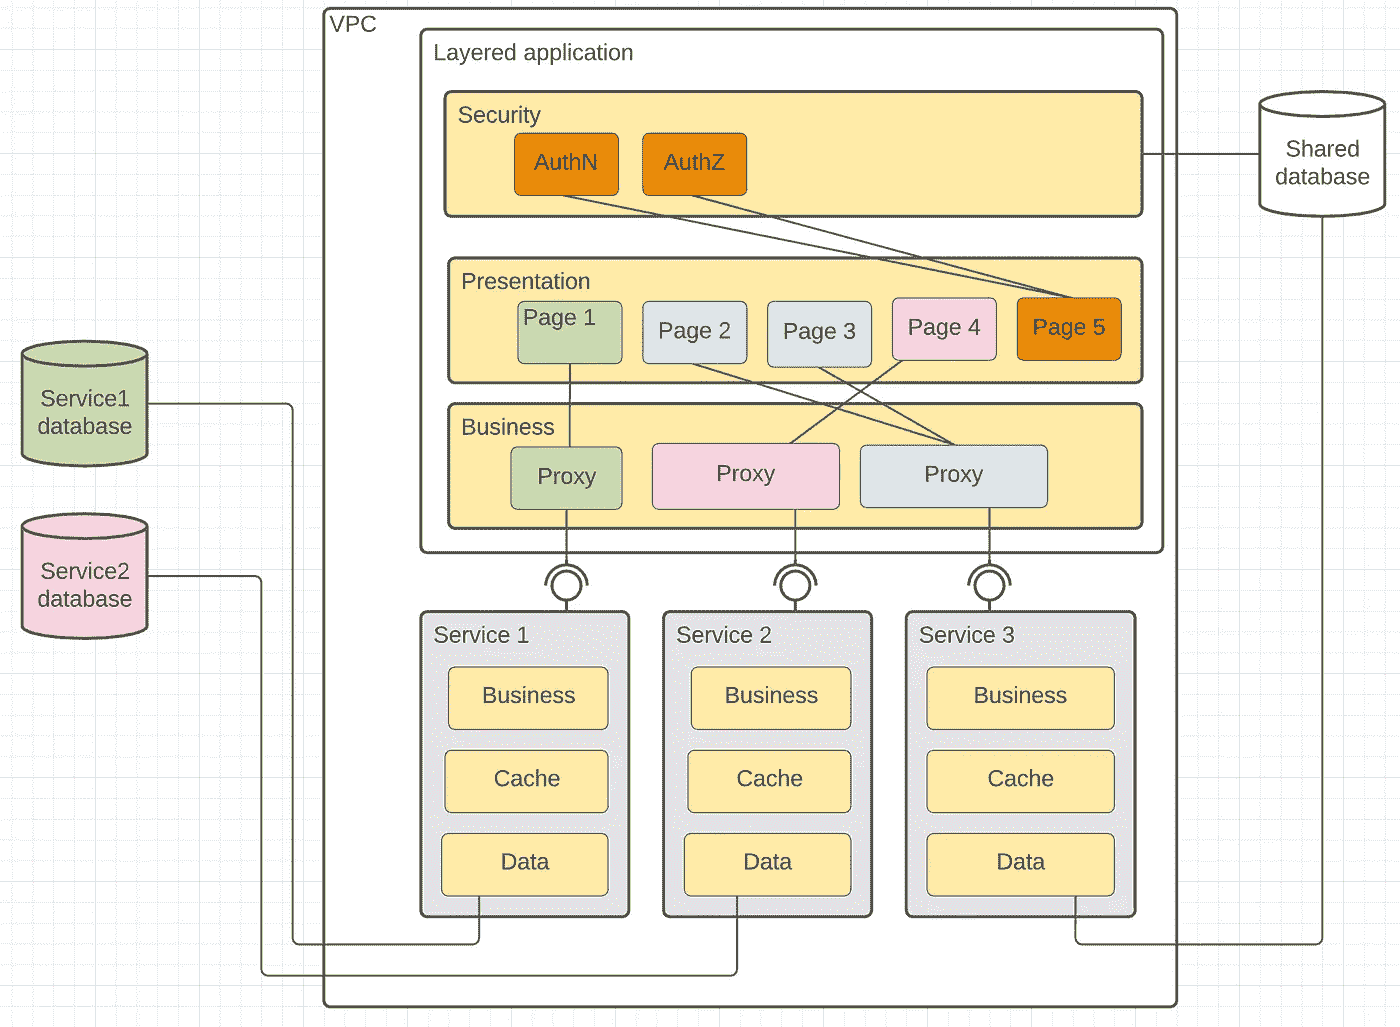 VPC
Layered application
Security
AuthN
AuthZ
Shared
database
Presentation
Page 1
Page 2
Page 3
Page 4
Page 5
Service1
database
Business
Proxy
Proxy
Proxy
Service2
database
Service 1
Service 2
Service 3
Business
Business
Business
Cache
Cache
Cache
Data
Data
Data